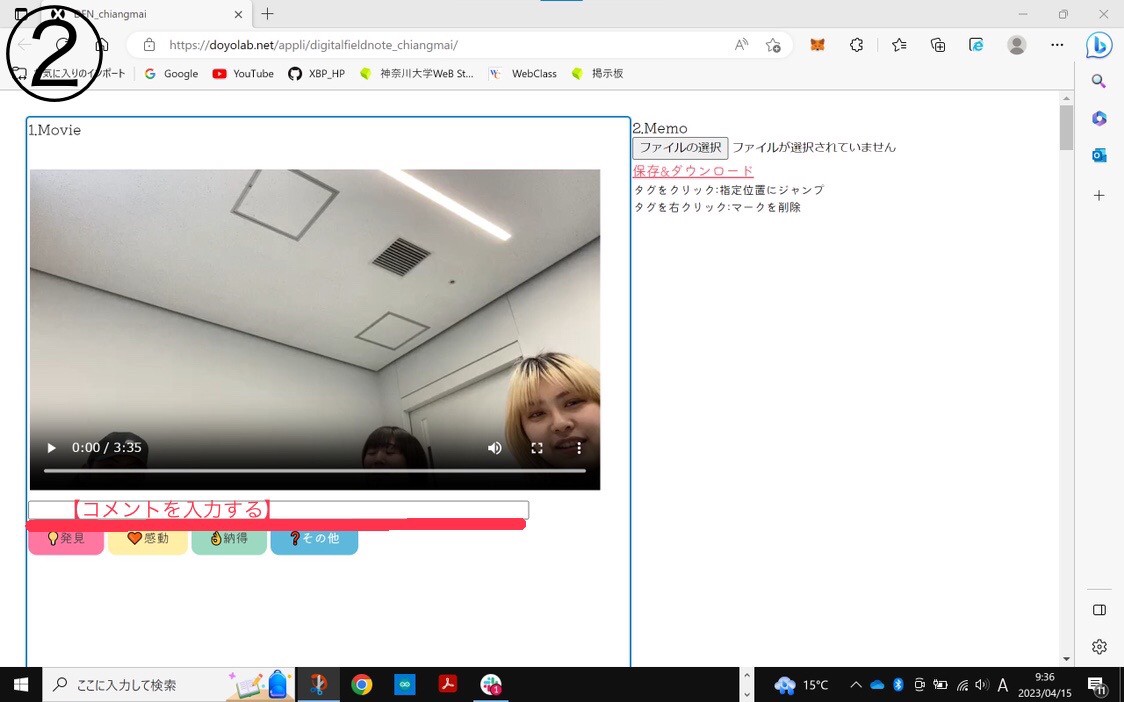 ②
DFN_chiangmai
https://doyolab.net/appli/digitalfieldnote_chiangmai/
気に入りのインポート
Google
YouTube
XBP_HP
神奈川大学WeB St...
WebClass
掲示板
1.Movie
2.Memo
ファイルの選択 ファイルが選択されていません
保存&ダウンロード
タグをクリック:指定位置にジャンプ
タグを右クリック:マークを削除
0:00 / 3:35
【コメントを入力する】
発見
感動
納得
その他
ここに入力して検索
15°C
A
9:36
2023/04/15
1
11